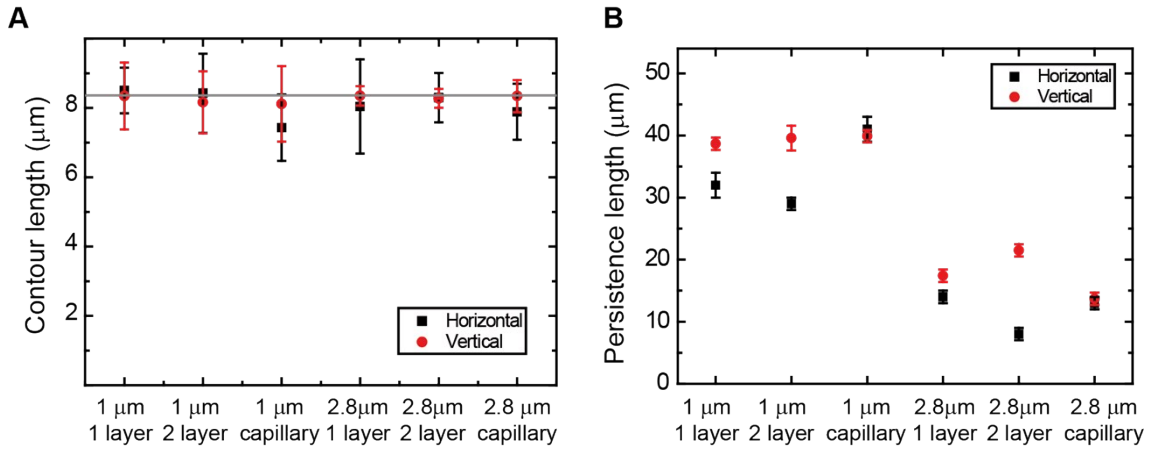 A
Contour length (μm)
8
6
4
2
Horizontal
Vertical
1 μm 1 μm 1 μm 2.8μm 2.8μm 2.8 μm
1 layer 2 layer capillary 1 layer 2 layer capillary
B
Persistence length (μm)
50
40
30
20
10
0
Horizontal
Vertical
1 μm 1 μm 1 μm 2.8μm 2.8μm 2.8 μm
1 layer 2 layer capillary 1 layer 2 layer capillary